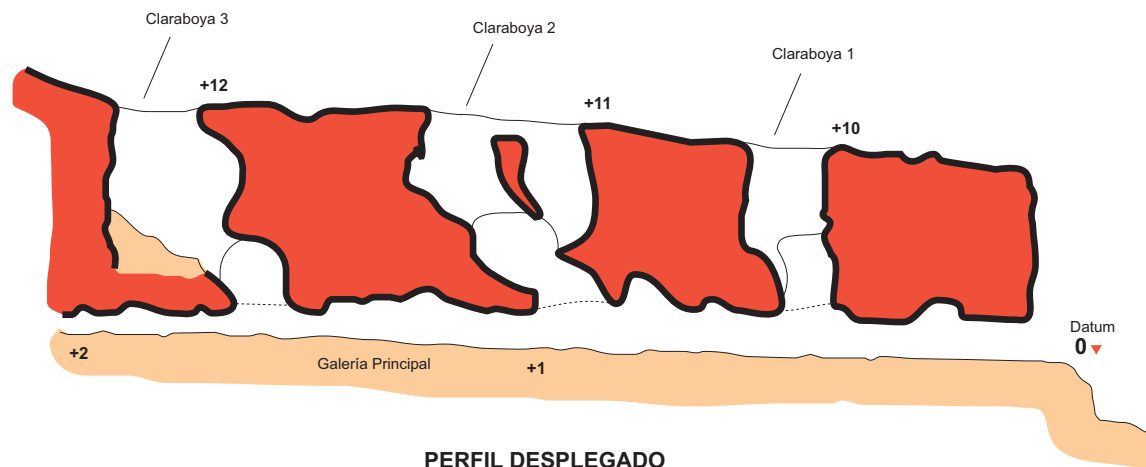 Claraboya 3
Claraboya 2
Claraboya 1
+12
+11
+10
Datum
0
+2
Galería Principal
+1
PERFIL DESPLEGADO